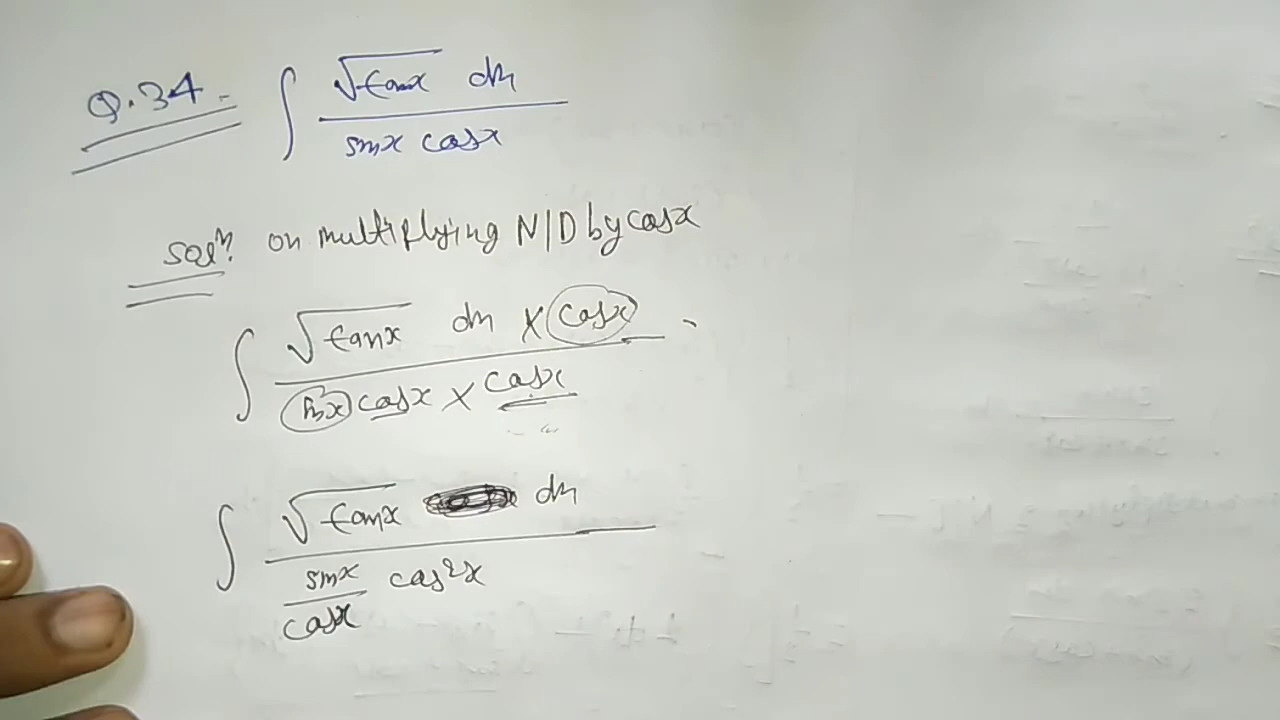 Q.34. ∫ √tanx dx / sinx cosx
Solⁿ. on multiplying N/D by cosx
∫ √tanx dx × cosx / sinx cosx × cosx
∫ √tanx dx / (sinx/cosx) cos²x